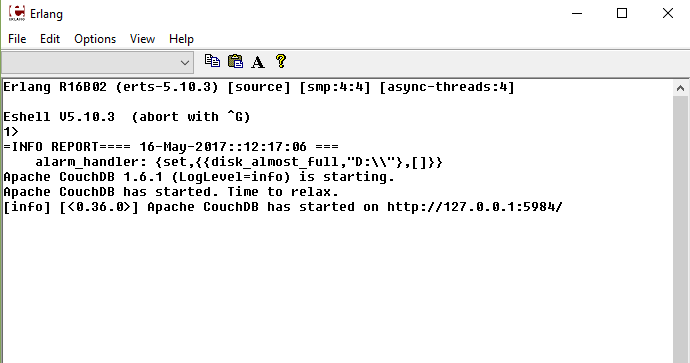 Erlang
File Edit Options View Help
Erlang R16B02 (erts-5.10.3) [source] [smp:4:4] [async-threads:4]
Eshell V5.10.3  (abort with ^G)
1>
=INFO REPORT==== 16-May-2017::12:17:06 ===
    alarm_handler: {set,{{disk_almost_full,"D:\\"},[]}}
Apache CouchDB 1.6.1 (LogLevel=info) is starting.
Apache CouchDB has started. Time to relax.
[info] [<0.36.0>] Apache CouchDB has started on http://127.0.0.1:5984/